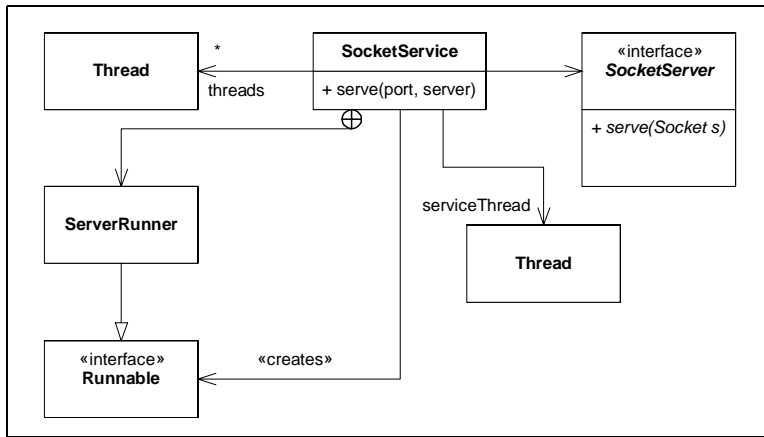 Thread
*
threads
SocketService
+ serve(port, server)
«interface»
SocketServer
+ serve(Socket s)
ServerRunner
serviceThread
Thread
«interface»
Runnable
«creates»